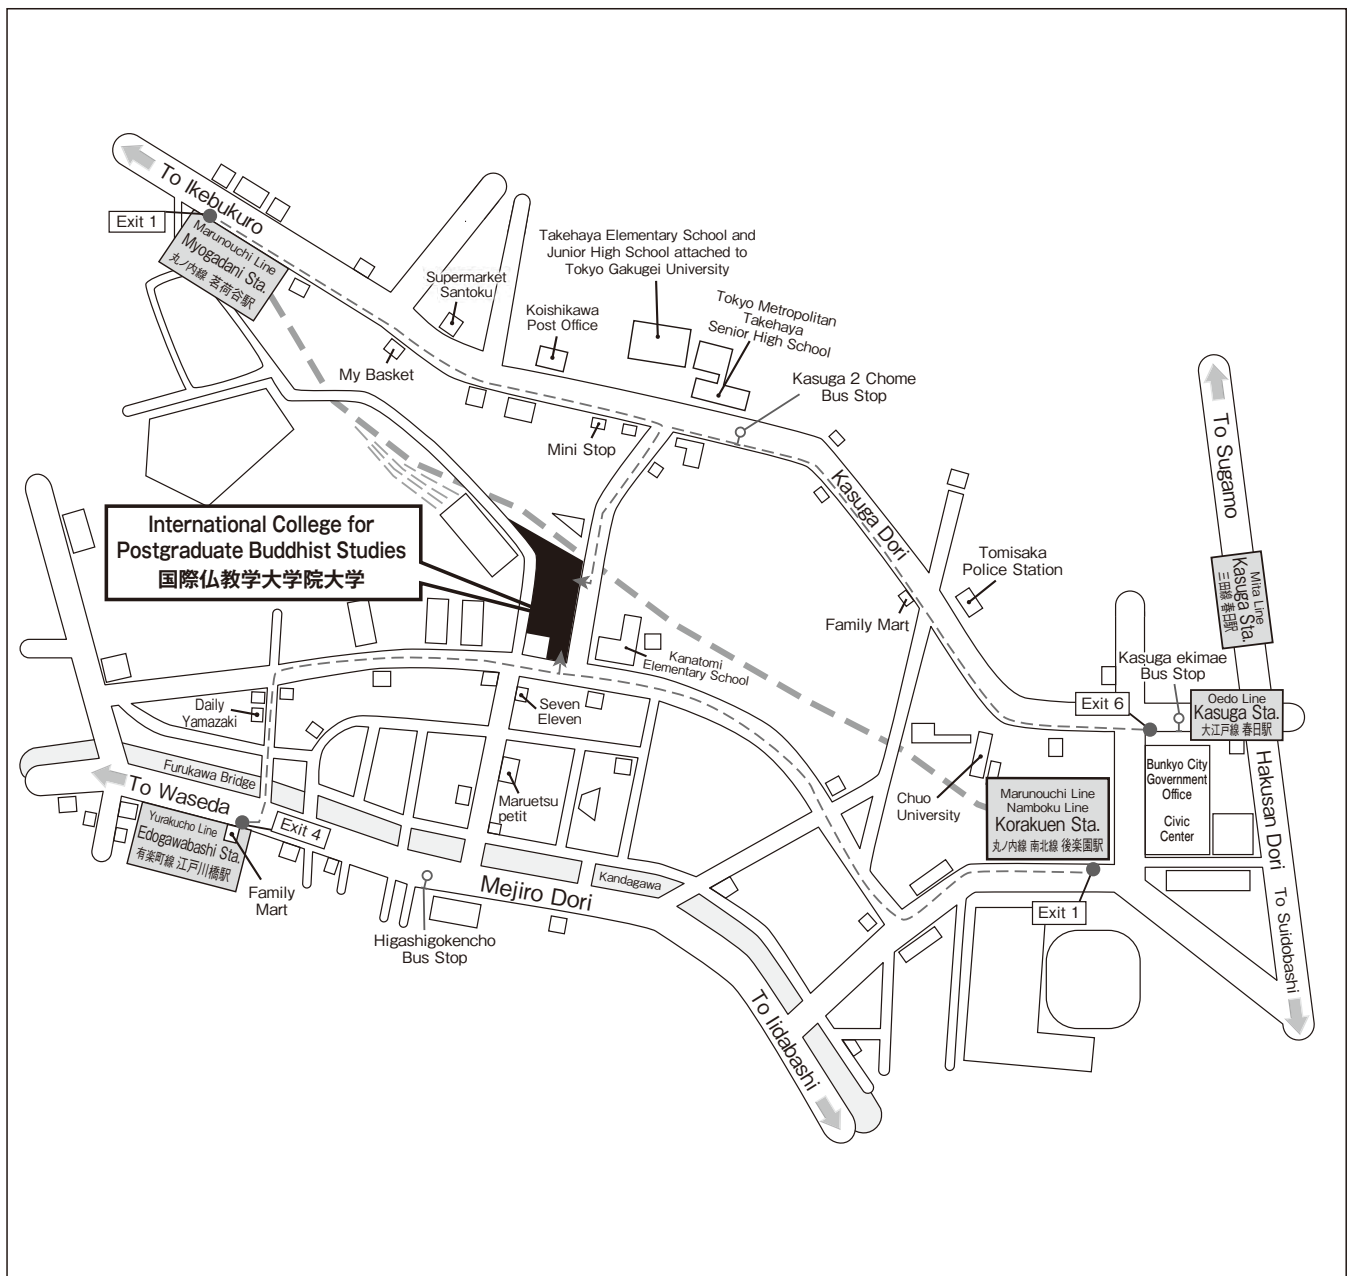 To Ikebukuro
Exit 1
Marunouchi Line
Myogadani Sta.
丸ノ内線 茗荷谷駅
Supermarket
Santoku
My Basket
Koishikawa
Post Office
Takehaya Elementary School and
Junior High School attached to
Tokyo Gakugei University
Tokyo Metropolitan
Takehaya
Senior High School
Kasuga 2 Chome
Bus Stop
Mini Stop
Kasuga Dori
To Sugamo
International College for
Postgraduate Buddhist Studies
国際仏教学大学院大学
Tomisaka
Police Station
Family Mart
Mita Line
Kasuga Sta.
三田線 春日駅
Kanatomi
Elementary School
Kasuga ekimae
Bus Stop
Exit 6
Oedo Line
Kasuga Sta.
大江戸線 春日駅
Daily
Yamazaki
Seven
Eleven
Furukawa Bridge
To Waseda
Maruetsu
petit
Chuo
University
Marunouchi Line
Namboku Line
Korakuen Sta.
丸ノ内線 南北線 後楽園駅
Bunkyo City
Government
Office
Civic
Center
Hakusan Dori
To Suidobashi
Yurakucho Line
Edogawabashi Sta.
有楽町線 江戸川橋駅
Exit 4
Family
Mart
Mejiro Dori
Kandagawa
Exit 1
Higashigokencho
Bus Stop
To Iidabashi